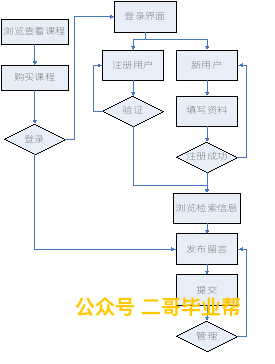 登录界面
浏览查看课程
注册用户
新用户
购买课程
验证
填写资料
登录
注册成功
浏览检索信息
发布留言
提交
公众号 二哥毕业帮
管理